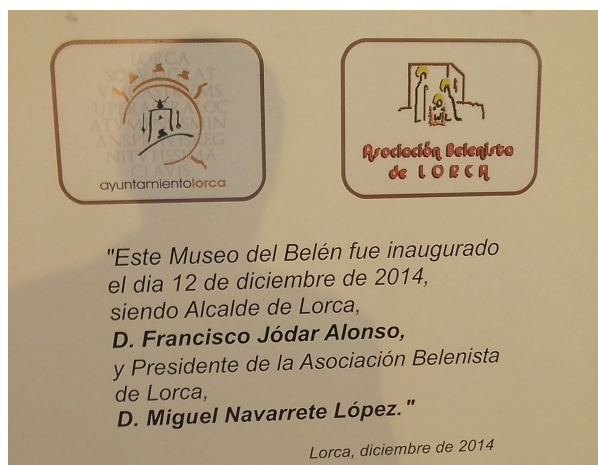 LORCA
ayuntamientolorca
Asociación Belenista
de LORCA
"Este Museo del Belén fue inaugurado
el dia 12 de diciembre de 2014,
siendo Alcalde de Lorca,
D. Francisco Jódar Alonso,
y Presidente de la Asociación Belenista
de Lorca,
D. Miguel Navarrete López."
Lorca, diciembre de 2014